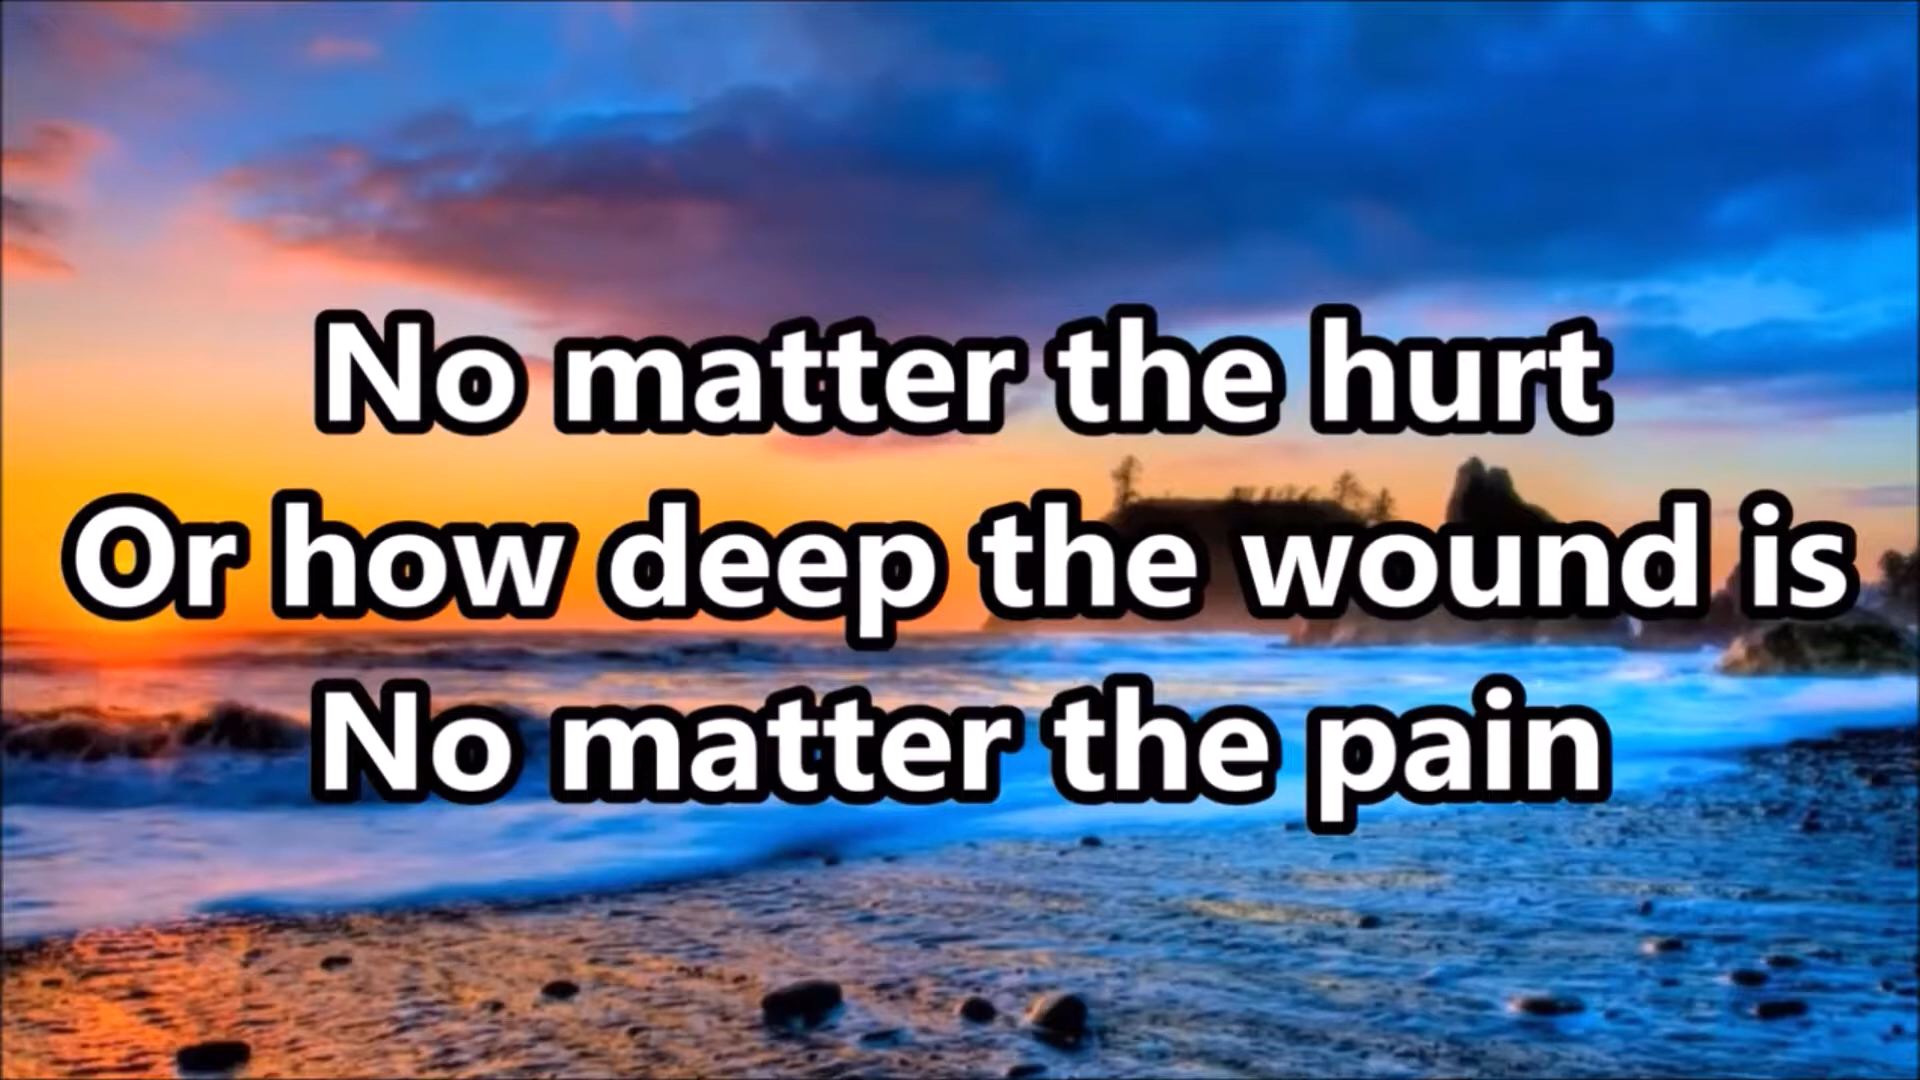 No matter the hurt
Or how deep the wound is
No matter the pain